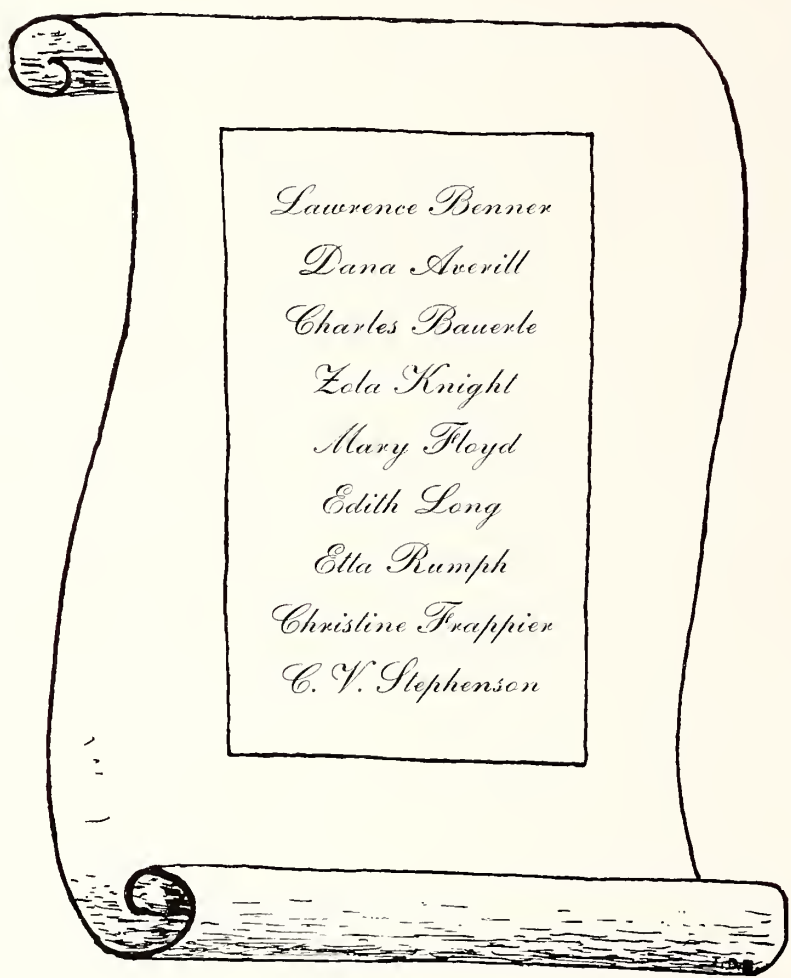 Lawrence Benner
Dana Averill
Charles Bauerle
Zola Knight
Mary Floyd
Edith Long
Etta Rumph
Christine Frappier
C. V. Stephenson